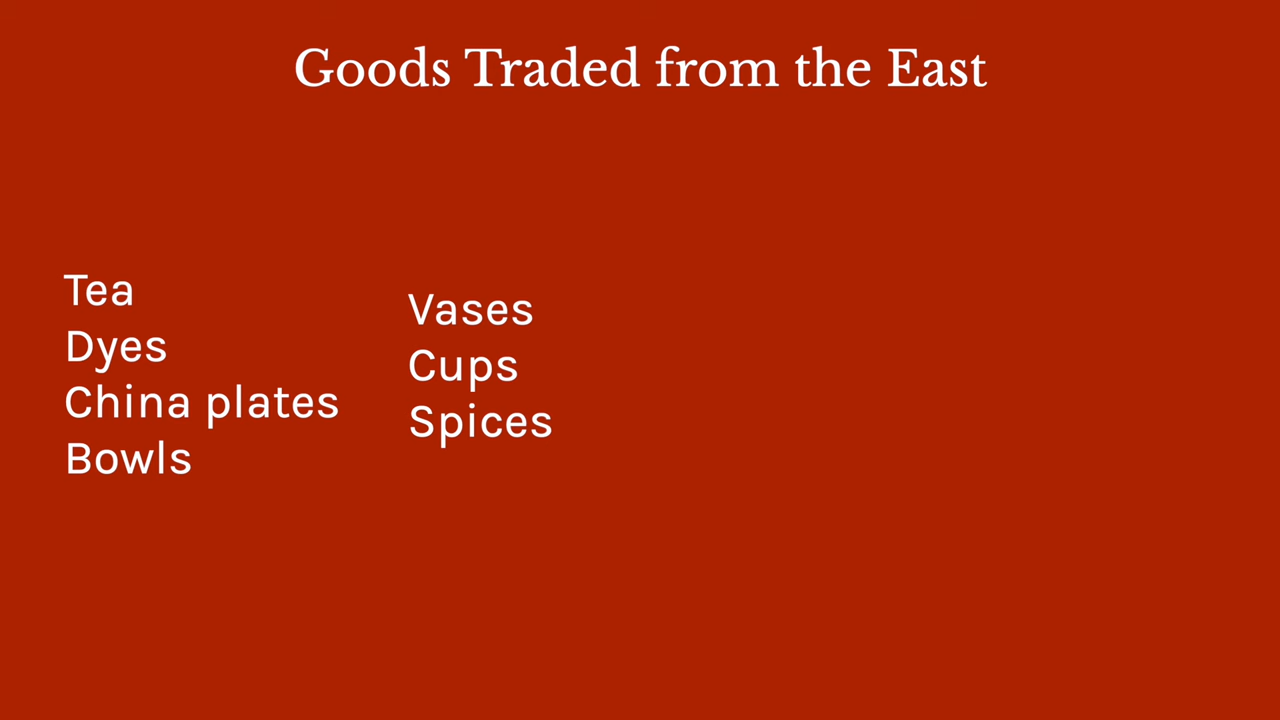 Goods Traded from the East
Tea
Dyes
China plates
Bowls
Vases
Cups
Spices